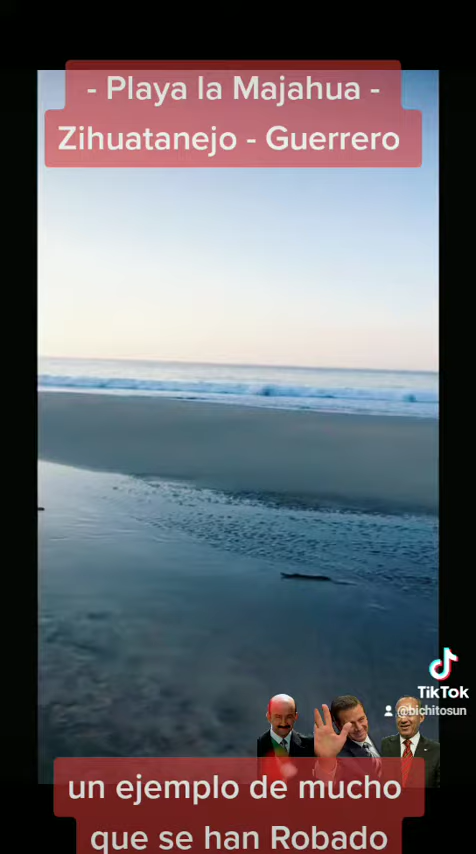 - Playa la Majahua -
Zihuatanejo - Guerrero
TikTok
@bichitosun
un ejemplo de mucho
que se han Robado